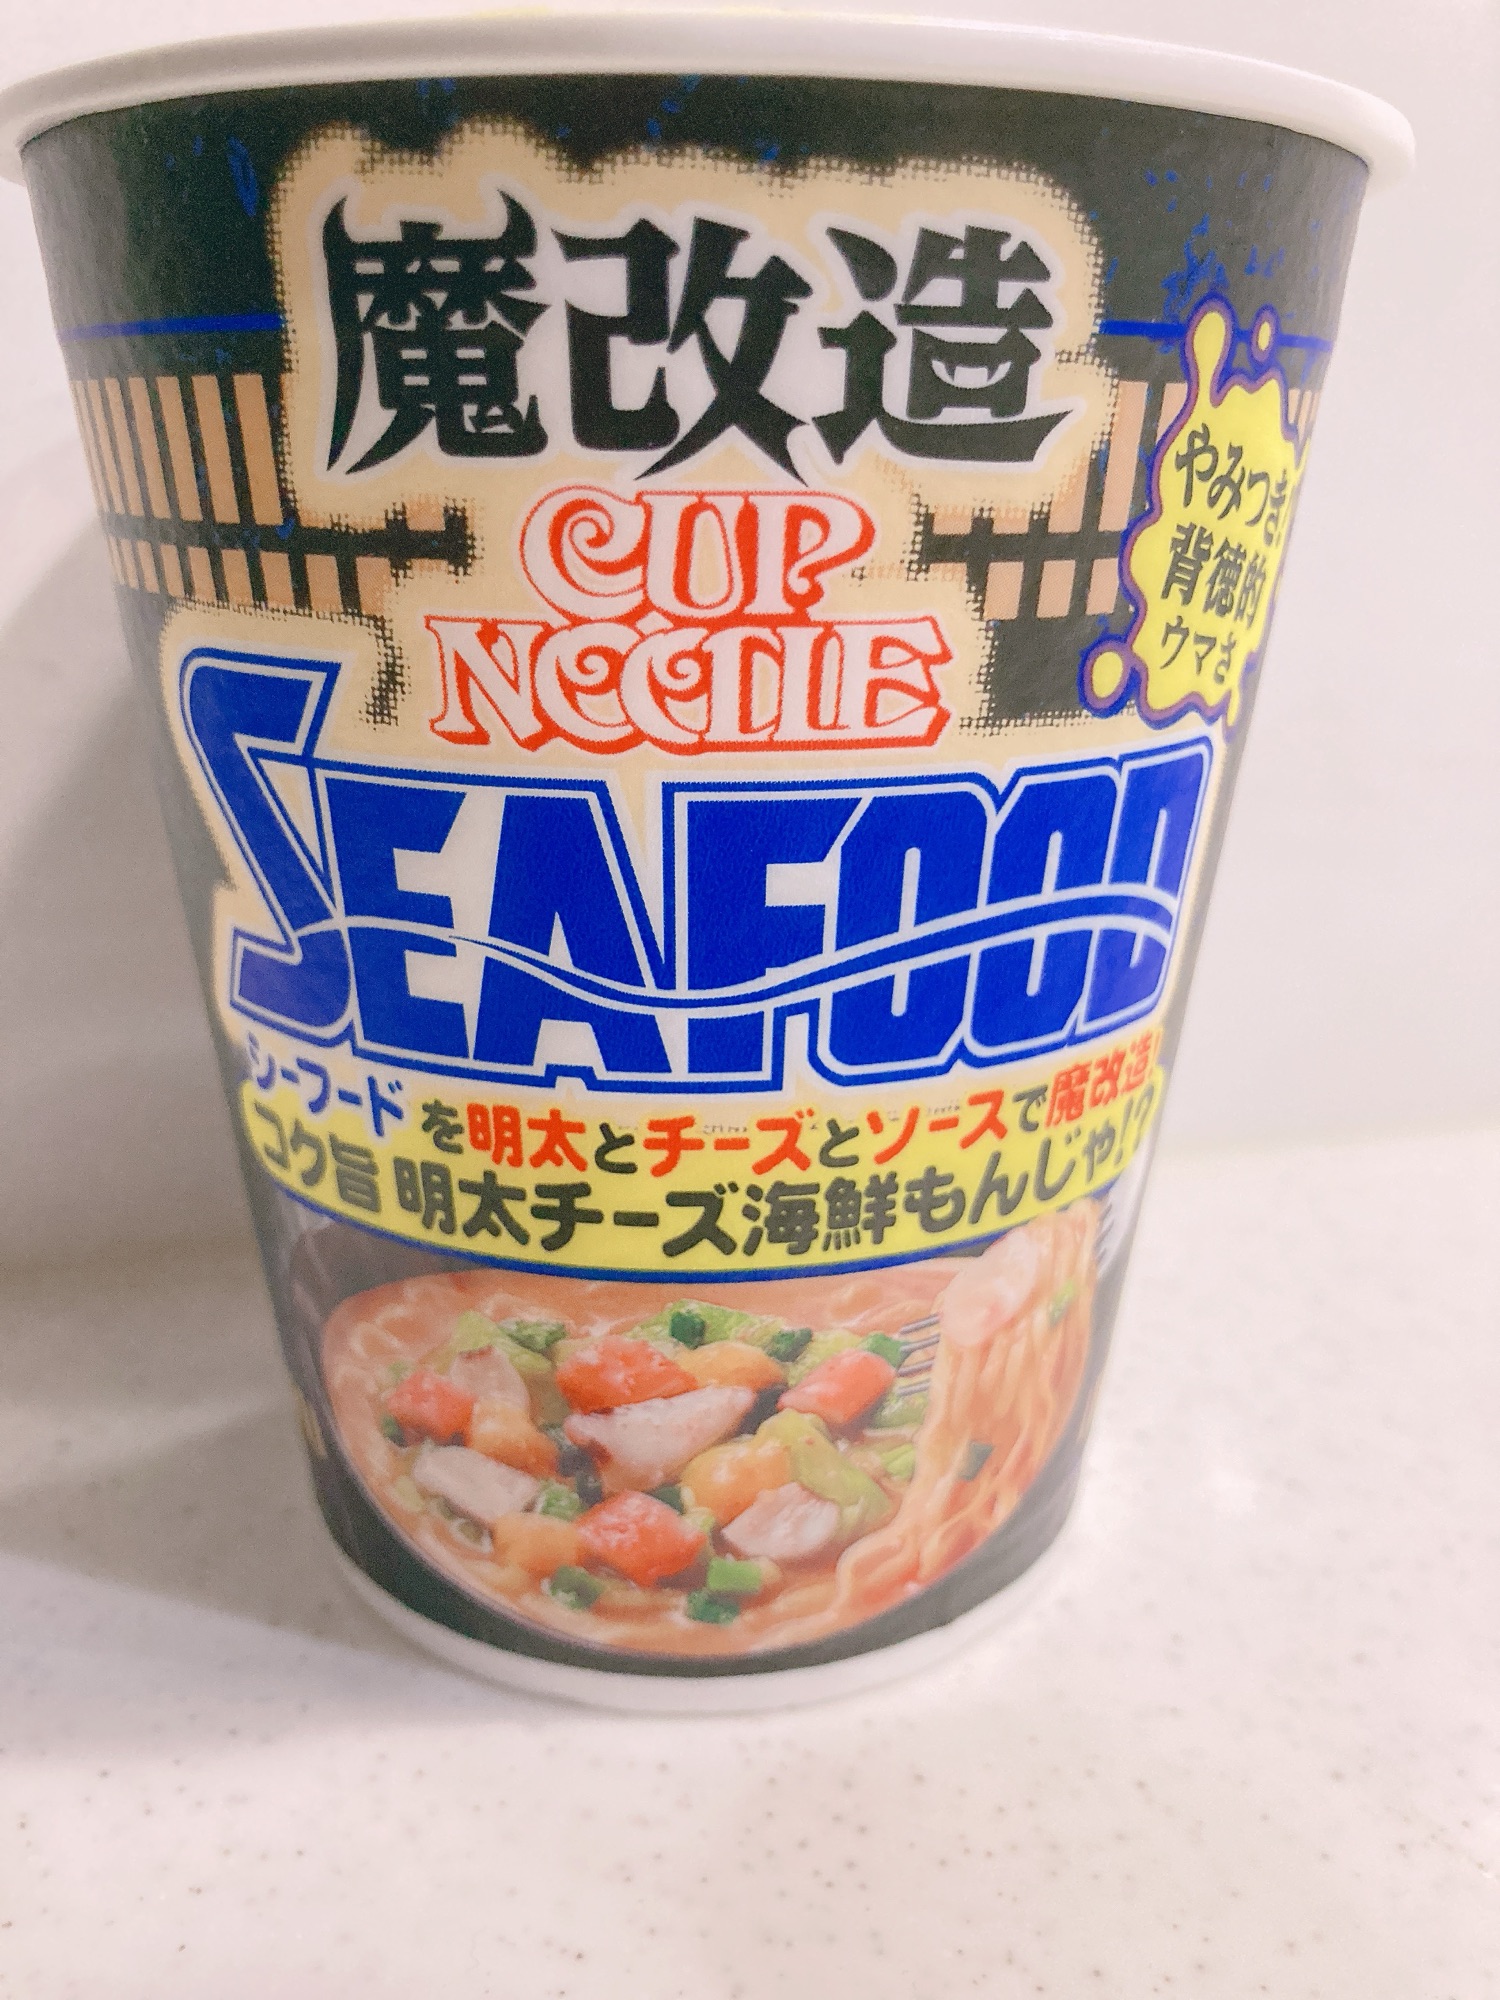 魔改造
CUP
NOODLE
SEAFOOD
やみつき!
背徳的
ウマさ
シーフードを明太とチーズとソースで魔改造!
コク旨 明太チーズ海鮮もんじゃ!?